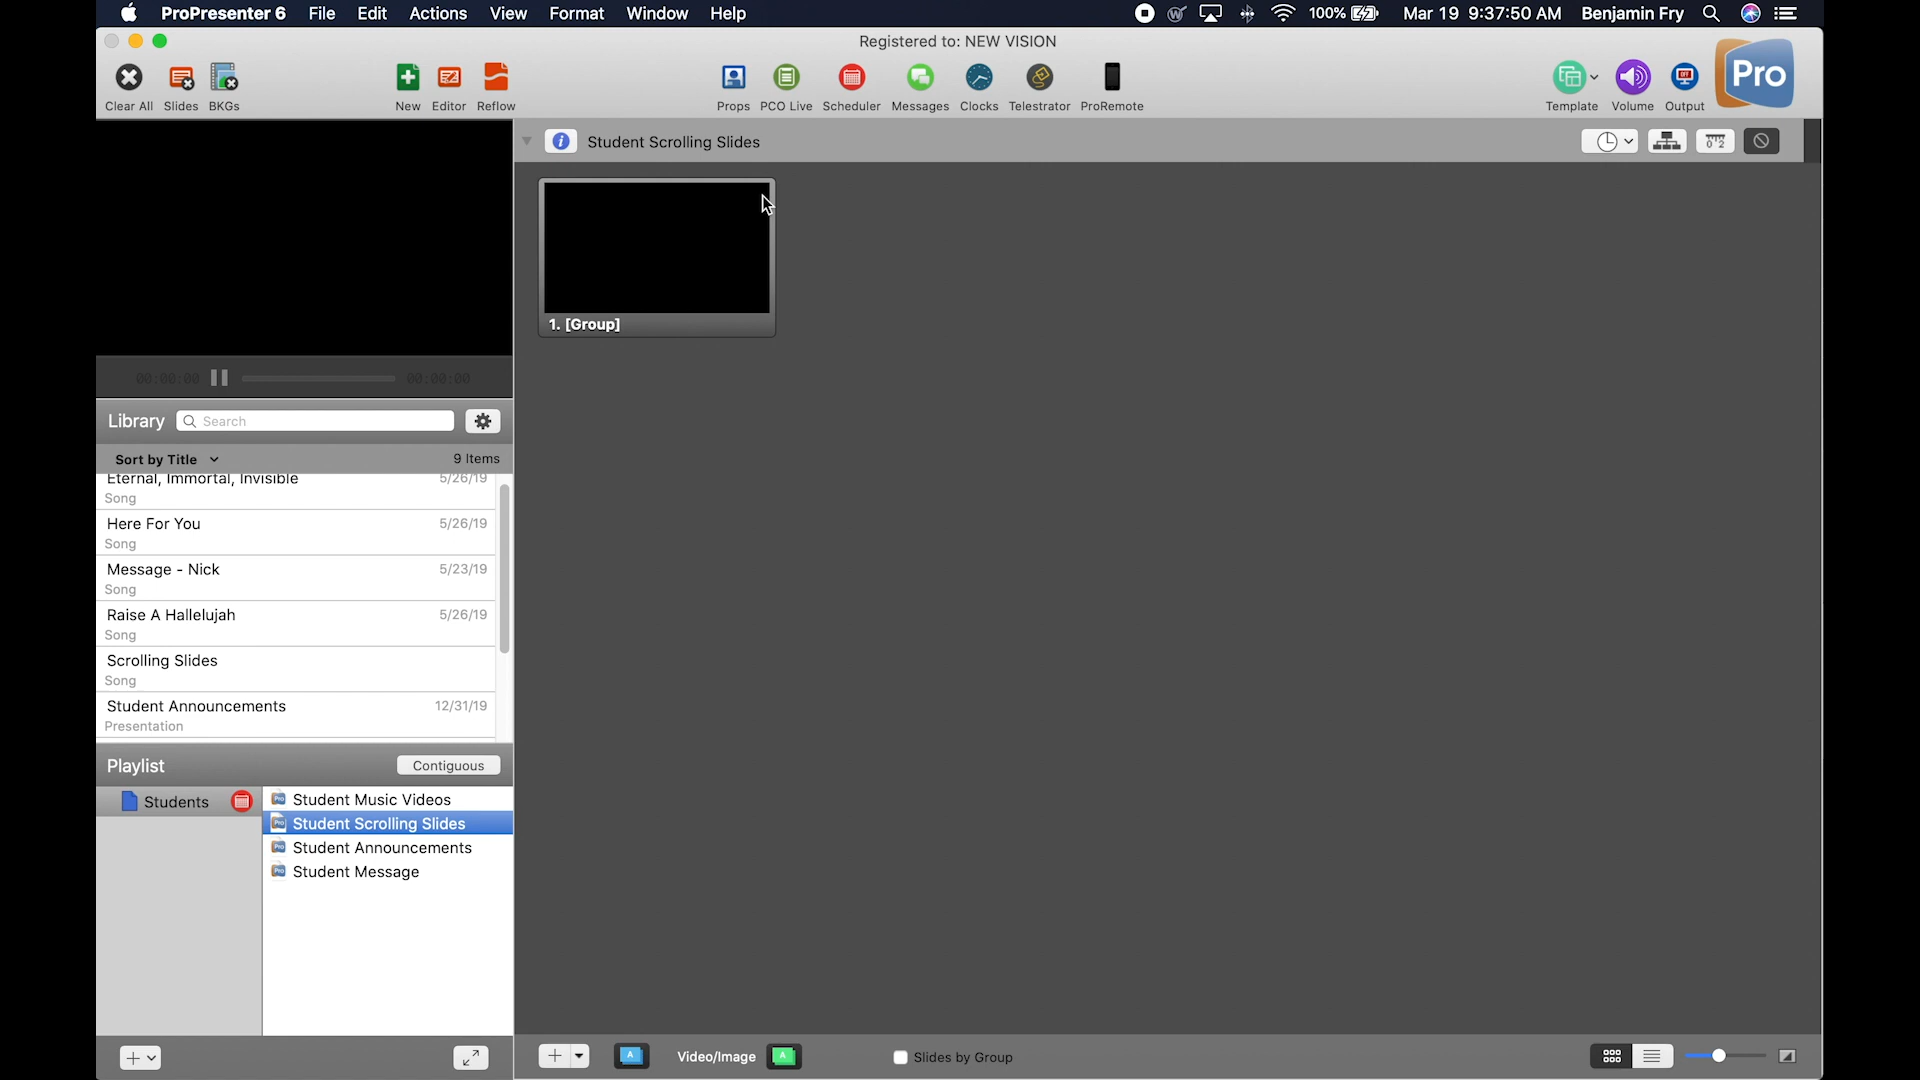 ProPresenter 6 File Edit Actions View Format Window Help 100% Mar 19 9:37:50 AM Benjamin Fry
Registered to: NEW VISION
Clear All Slides BKGs New Editor Reflow Props PCO Live Scheduler Messages Clocks Telestrator ProRemote Template Volume Output Pro
Student Scrolling Slides
1. [Group]
00:00:00 00:00:00
Library Search
Sort by Title 9 Items
Eternal, Immortal, Invisible 5/26/19
Song
Here For You 5/26/19
Song
Message - Nick 5/23/19
Song
Raise A Hallelujah 5/26/19
Song
Scrolling Slides
Song
Student Announcements 12/31/19
Presentation
Playlist Contiguous
Students
Student Music Videos
Student Scrolling Slides
Student Announcements
Student Message
Video/Image Slides by Group